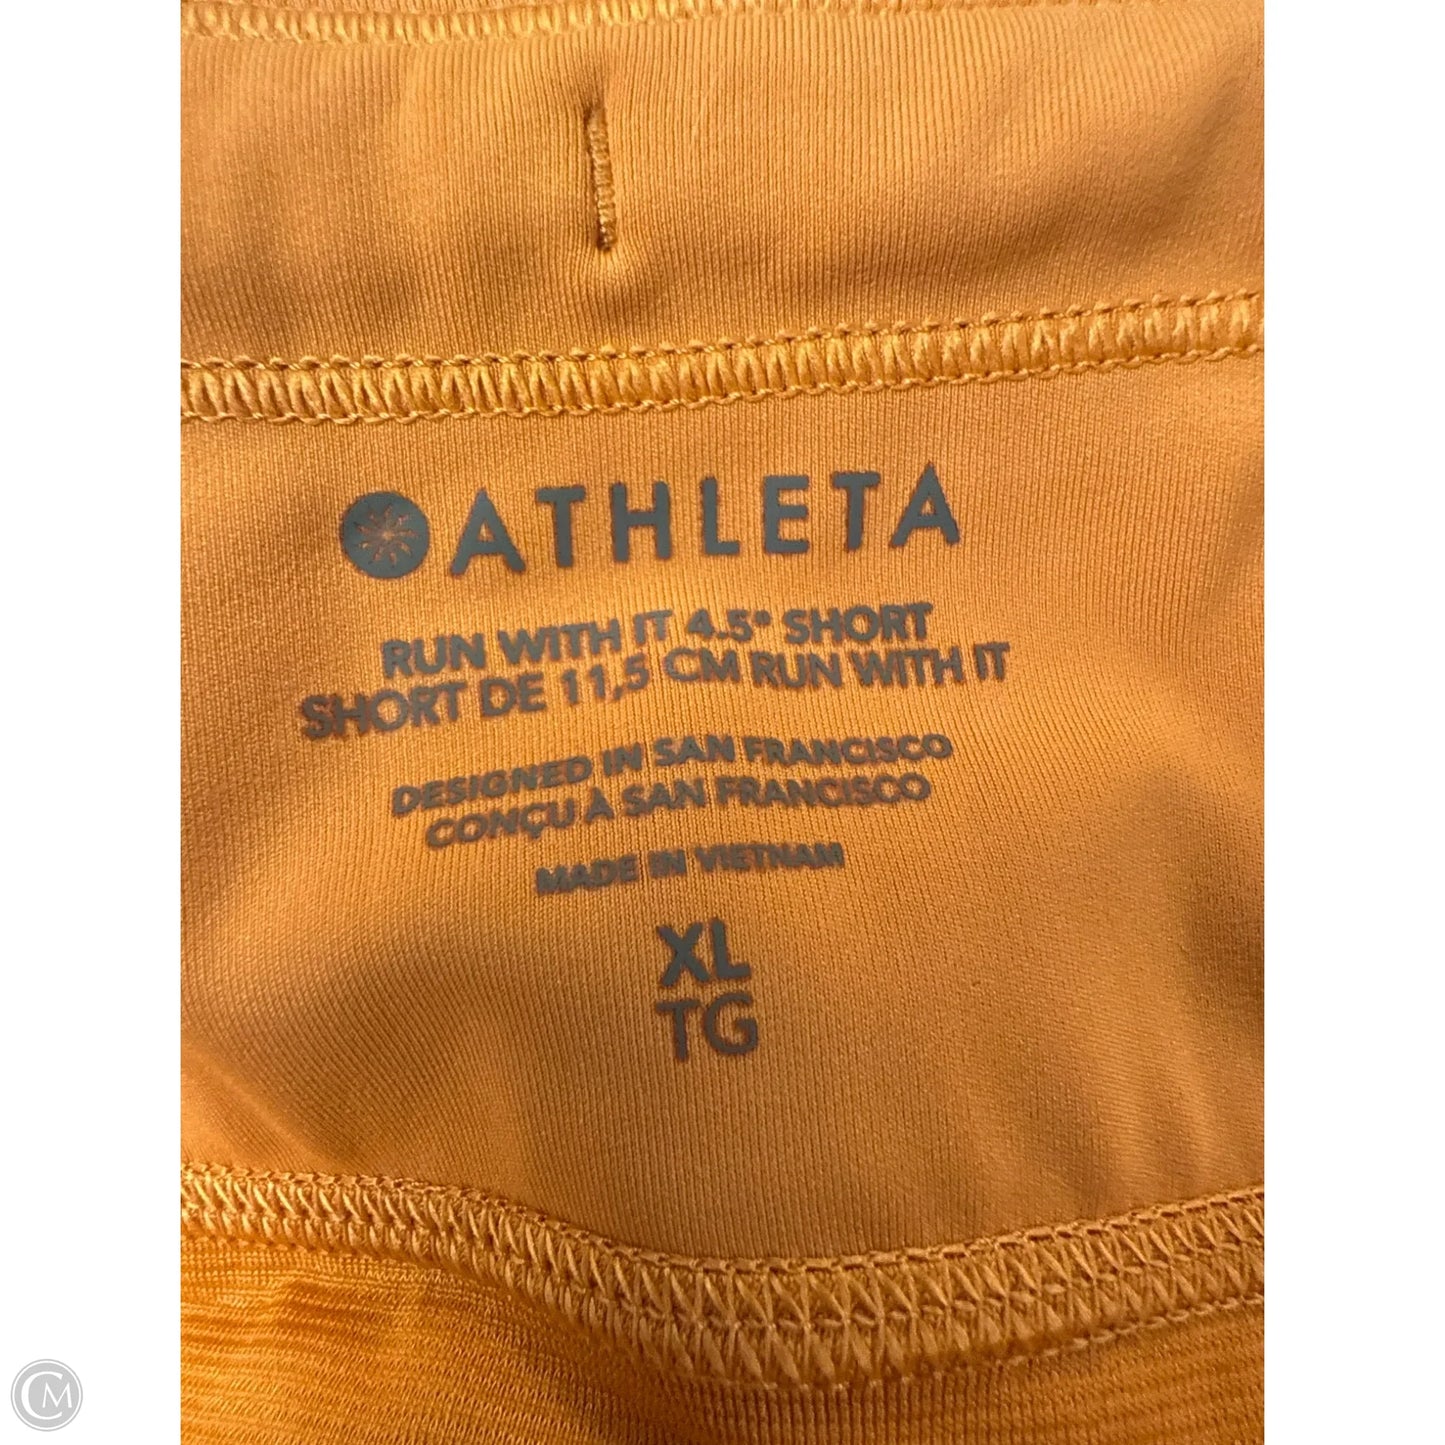 ATHLETA
RUN WITH IT 4.5" SHORT
SHORT DE 11,5 CM RUN WITH IT
DESIGNED IN SAN FRANCISCO
CONÇU À SAN FRANCISCO
MADE IN VIETNAM
XL
TG
CM